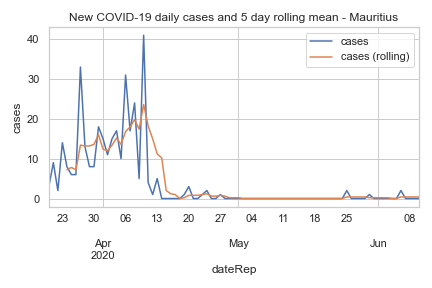 New COVID-19 daily cases and 5 day rolling mean - Mauritius
cases
cases (rolling)
40
30
20
10
0
cases
23 30 06 13 20 27 04 11 18 25 08
Apr May Jun
2020
dateRep